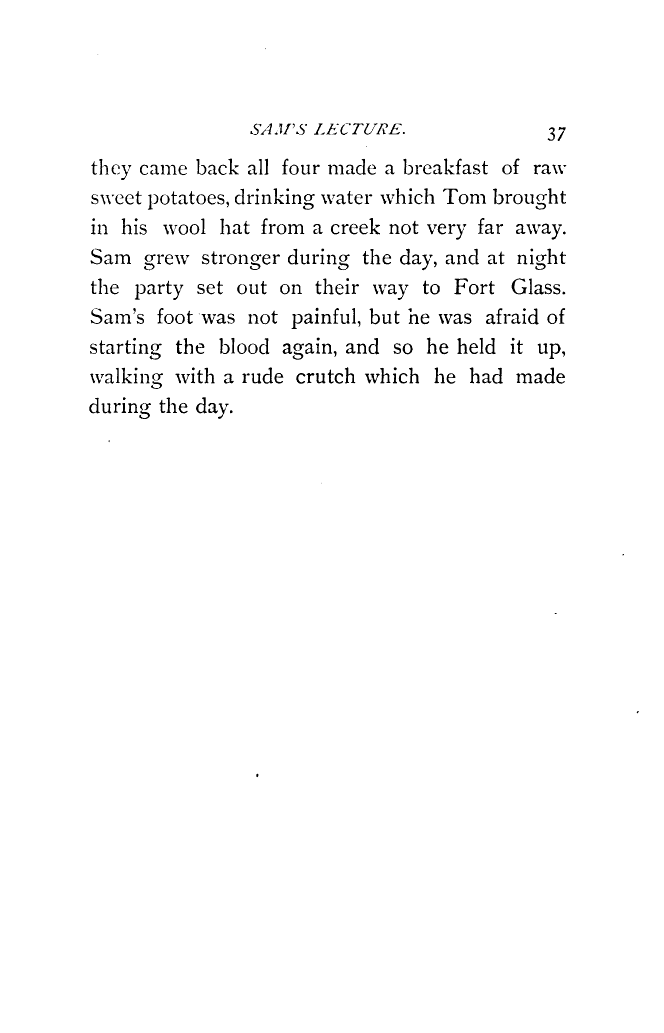 SAM'S LECTURE. 37
they came back all four made a breakfast of raw
sweet potatoes, drinking water which Tom brought
in his wool hat from a creek not very far away.
Sam grew stronger during the day, and at night
the party set out on their way to Fort Glass.
Sam's foot was not painful, but he was afraid of
starting the blood again, and so he held it up,
walking with a rude crutch which he had made
during the day.